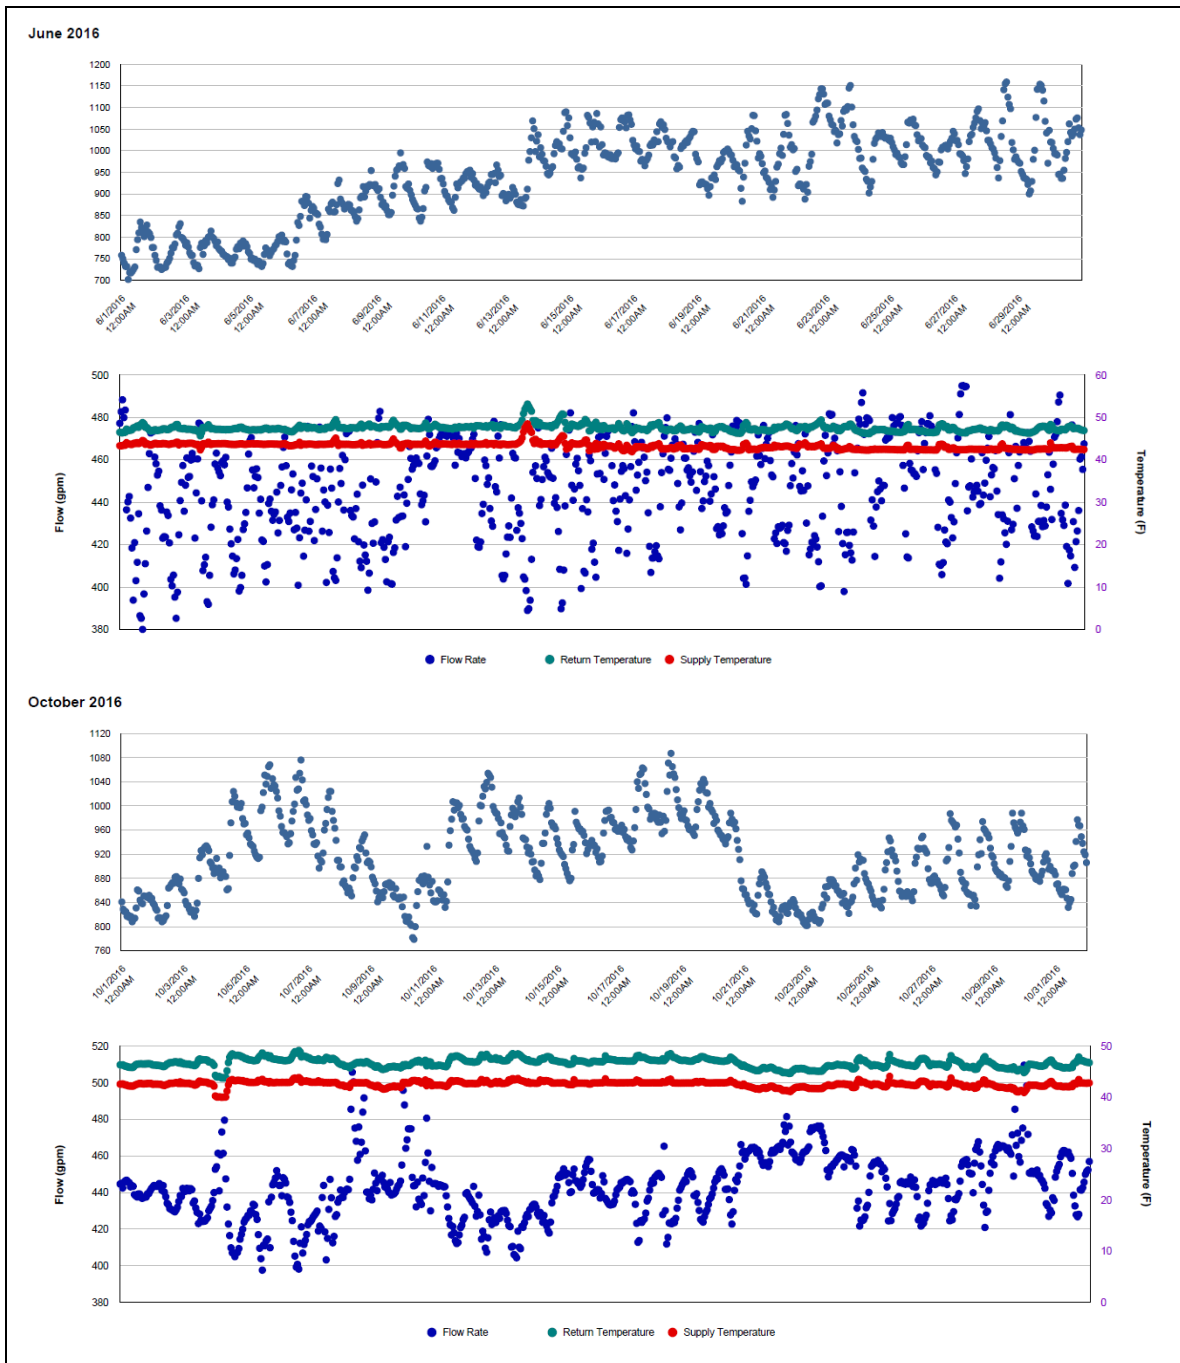 June 2016
1200
1150
1100
1050
1000
950
900
850
800
750
700
6/1/2016 12:00AM
6/3/2016 12:00AM
6/5/2016 12:00AM
6/7/2016 12:00AM
6/9/2016 12:00AM
6/11/2016 12:00AM
6/13/2016 12:00AM
6/15/2016 12:00AM
6/17/2016 12:00AM
6/19/2016 12:00AM
6/21/2016 12:00AM
6/23/2016 12:00AM
6/25/2016 12:00AM
6/27/2016 12:00AM
6/29/2016 12:00AM
Flow (gpm)
500
480
460
440
420
400
380
60
50
40
30
20
10
0
Temperature (F)
Flow Rate Return Temperature Supply Temperature
October 2016
1120
1080
1040
1000
960
920
880
840
800
760
10/1/2016 12:00AM
10/3/2016 12:00AM
10/5/2016 12:00AM
10/7/2016 12:00AM
10/9/2016 12:00AM
10/11/2016 12:00AM
10/13/2016 12:00AM
10/15/2016 12:00AM
10/17/2016 12:00AM
10/19/2016 12:00AM
10/21/2016 12:00AM
10/23/2016 12:00AM
10/25/2016 12:00AM
10/27/2016 12:00AM
10/29/2016 12:00AM
10/31/2016 12:00AM
Flow (gpm)
520
500
480
460
440
420
400
380
50
40
30
20
10
0
Temperature (F)
Flow Rate Return Temperature Supply Temperature